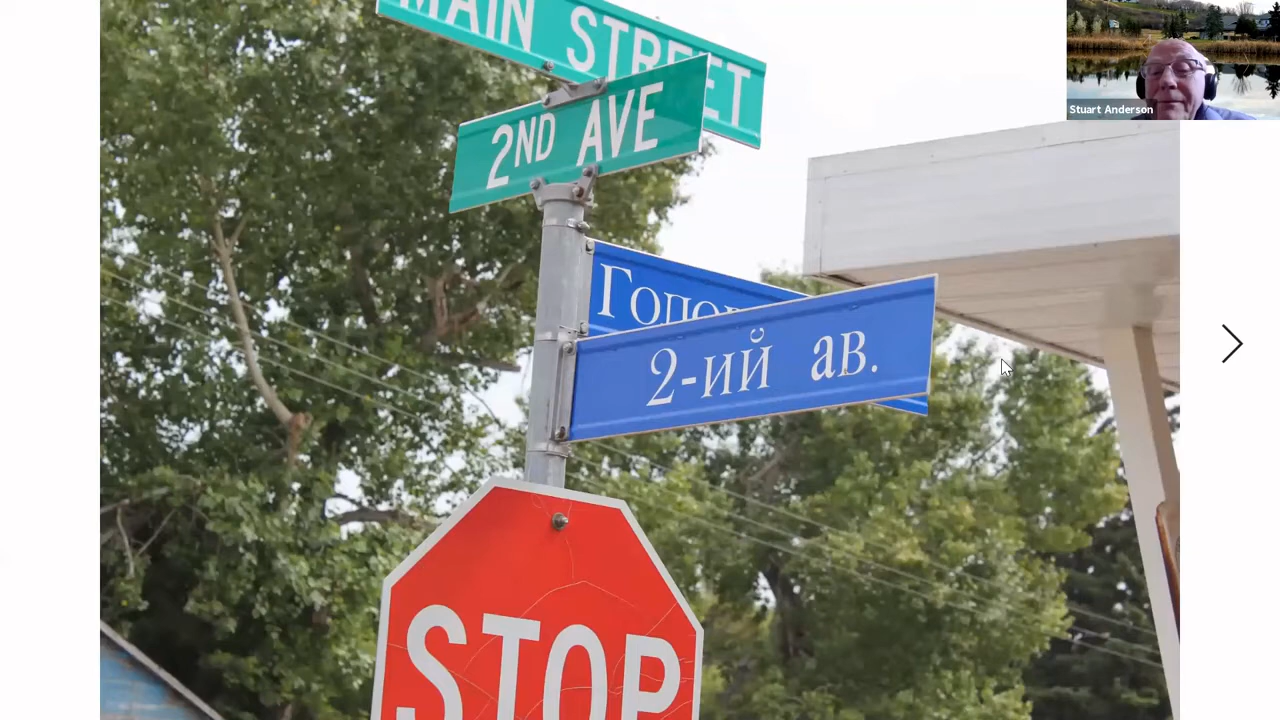 MAIN STREET
2ND AVE
2-ий ав.
STOP
Stuart Anderson